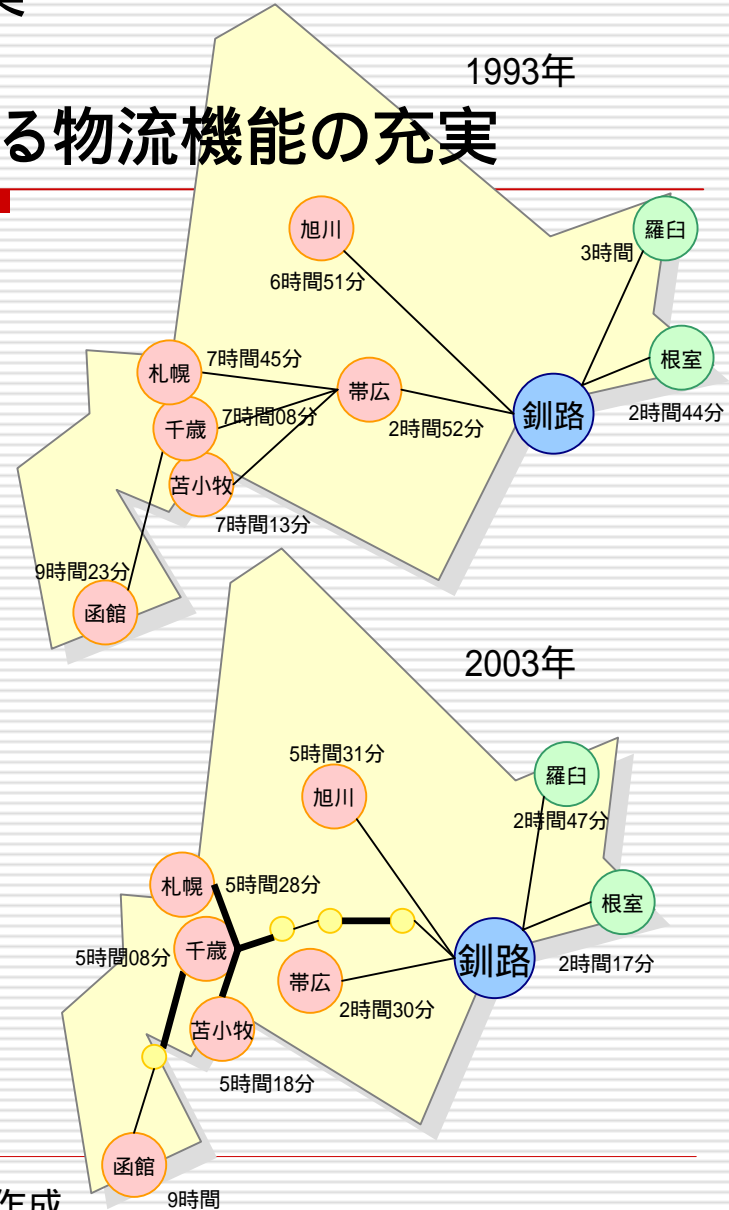 1993年
る物流機能の充実
旭川
羅臼
3時間
6時間51分
札幌
7時間45分
根室
帯広
千歳
7時間08分
2時間52分
釧路
2時間44分
苫小牧
7時間13分
9時間23分
函館
2003年
5時間31分
旭川
羅臼
2時間47分
札幌
5時間28分
根室
千歳
5時間08分
釧路
2時間17分
帯広
2時間30分
苫小牧
5時間18分
函館
9時間
作成